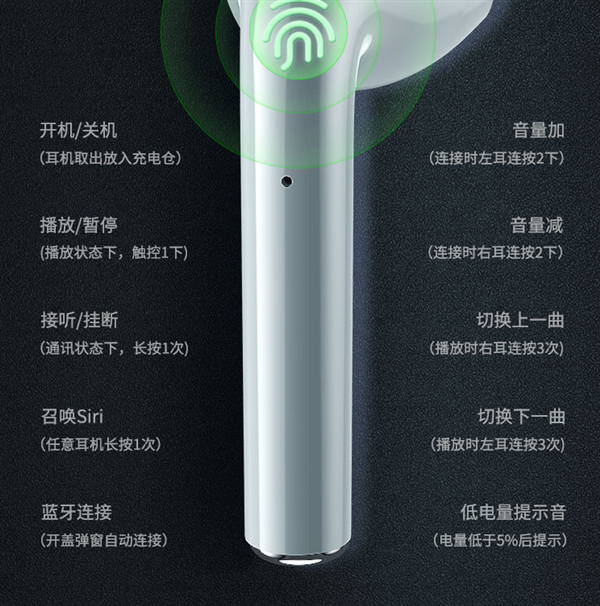 开机/关机
（耳机取出放入充电仓）
播放/暂停
(播放状态下，触控1下)
接听/挂断
(通讯状态下，长按1次)
召唤Siri
（任意耳机长按1次）
蓝牙连接
（开盖弹窗自动连接）
音量加
（连接时左耳连按2下）
音量减
（连接时右耳连按2下）
切换上一曲
（播放时右耳连按3次）
切换下一曲
（播放时左耳连按3次）
低电量提示音
（电量低于5%后提示）